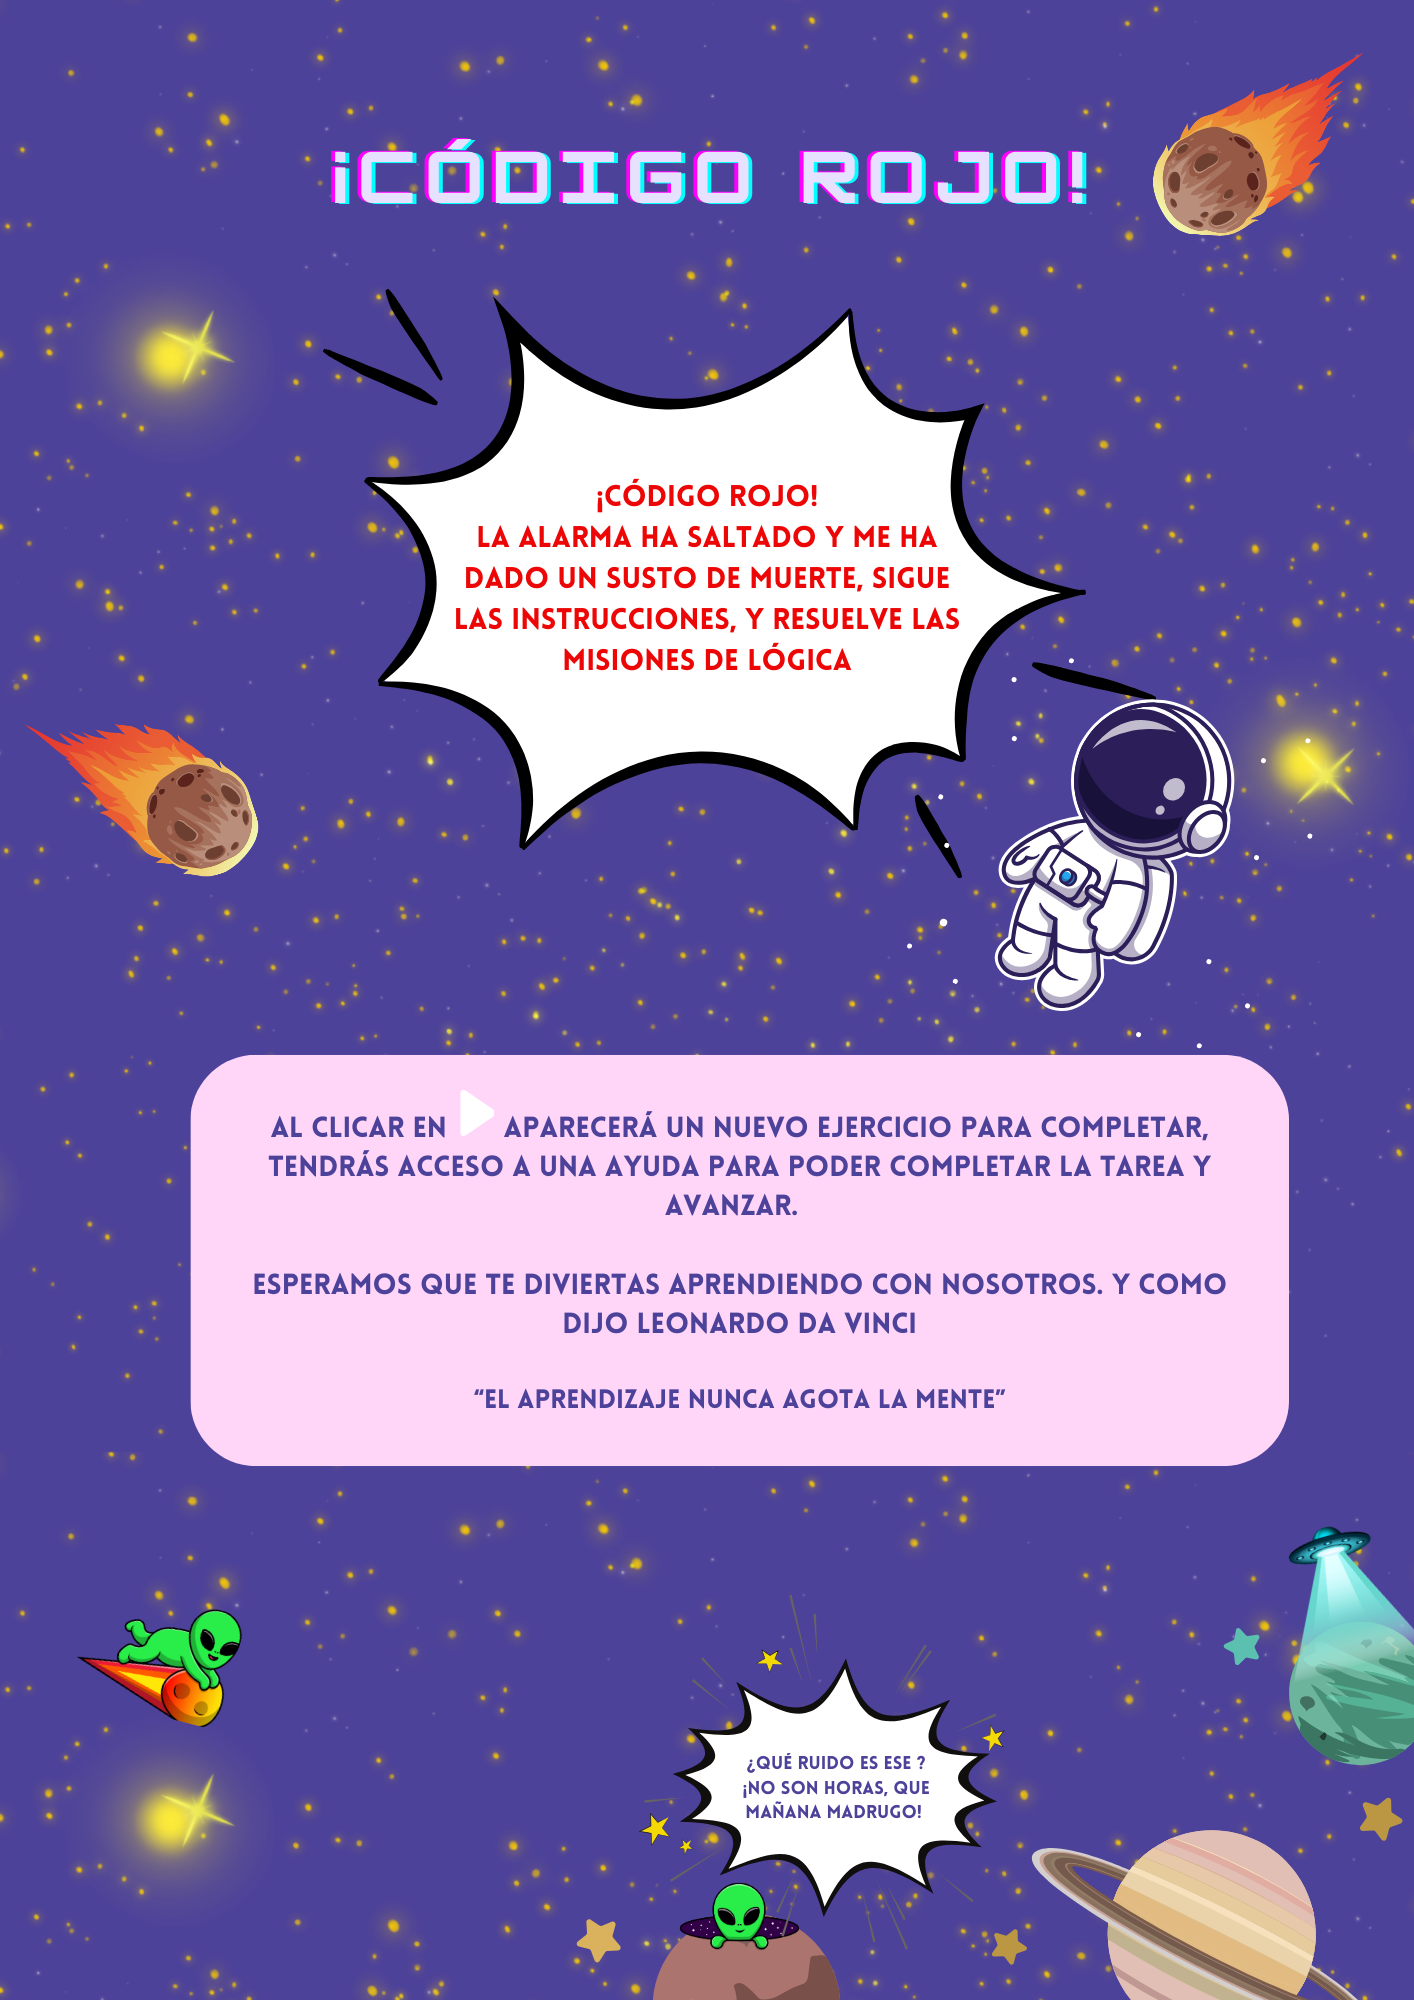 ¡CÓDIGO ROJO!
¡CÓDIGO ROJO!
LA ALARMA HA SALTADO Y ME HA
DADO UN SUSTO DE MUERTE, SIGUE
LAS INSTRUCCIONES, Y RESUELVE LAS
MISIONES DE LÓGICA
AL CLICAR EN APARECERÁ UN NUEVO EJERCICIO PARA COMPLETAR,
TENDRÁS ACCESO A UNA AYUDA PARA PODER COMPLETAR LA TAREA Y
AVANZAR.
ESPERAMOS QUE TE DIVIERTAS APRENDIENDO CON NOSOTROS. Y COMO
DIJO LEONARDO DA VINCI
“EL APRENDIZAJE NUNCA AGOTA LA MENTE”
¿QUÉ RUIDO ES ESE ?
¡NO SON HORAS, QUE
MAÑANA MADRUGO!